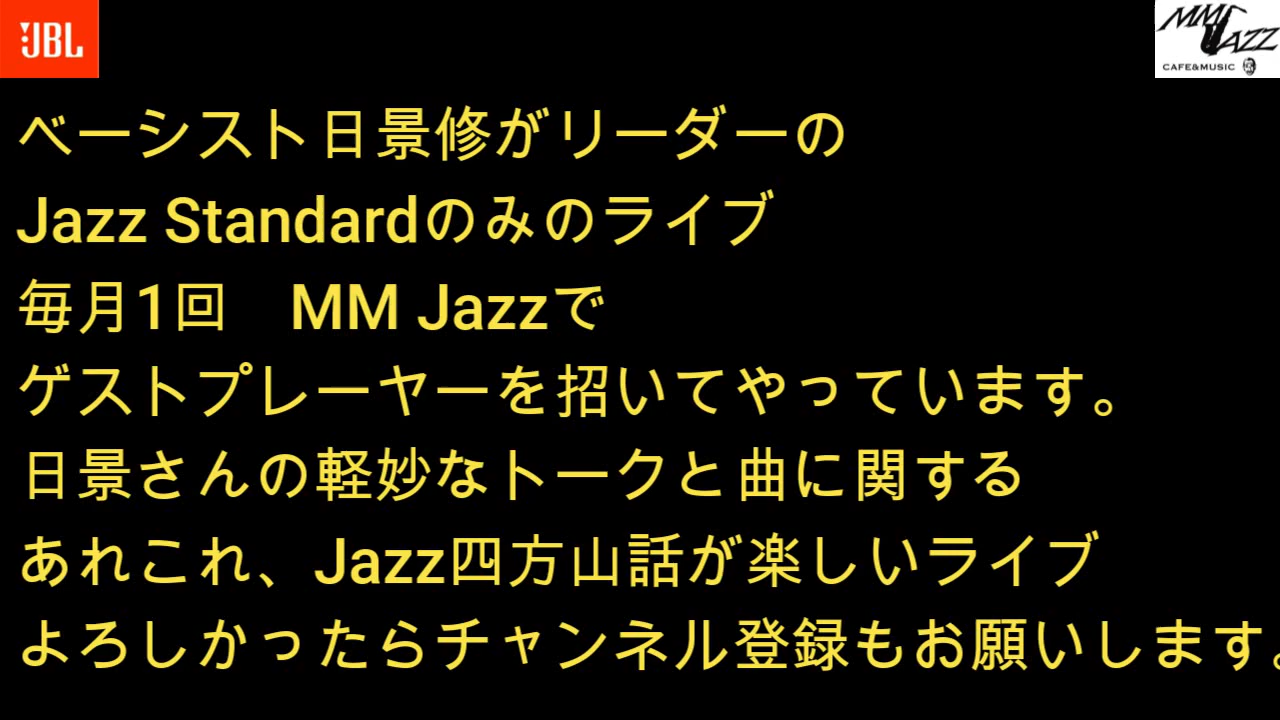 JBL
MMJAZZ
CAFE&MUSIC
ベーシスト日景修がリーダーの
Jazz Standardのみのライブ
毎月1回　MM Jazzで
ゲストプレーヤーを招いてやっています。
日景さんの軽妙なトークと曲に関する
あれこれ、Jazz四方山話が楽しいライブ
よろしかったらチャンネル登録もお願いします。